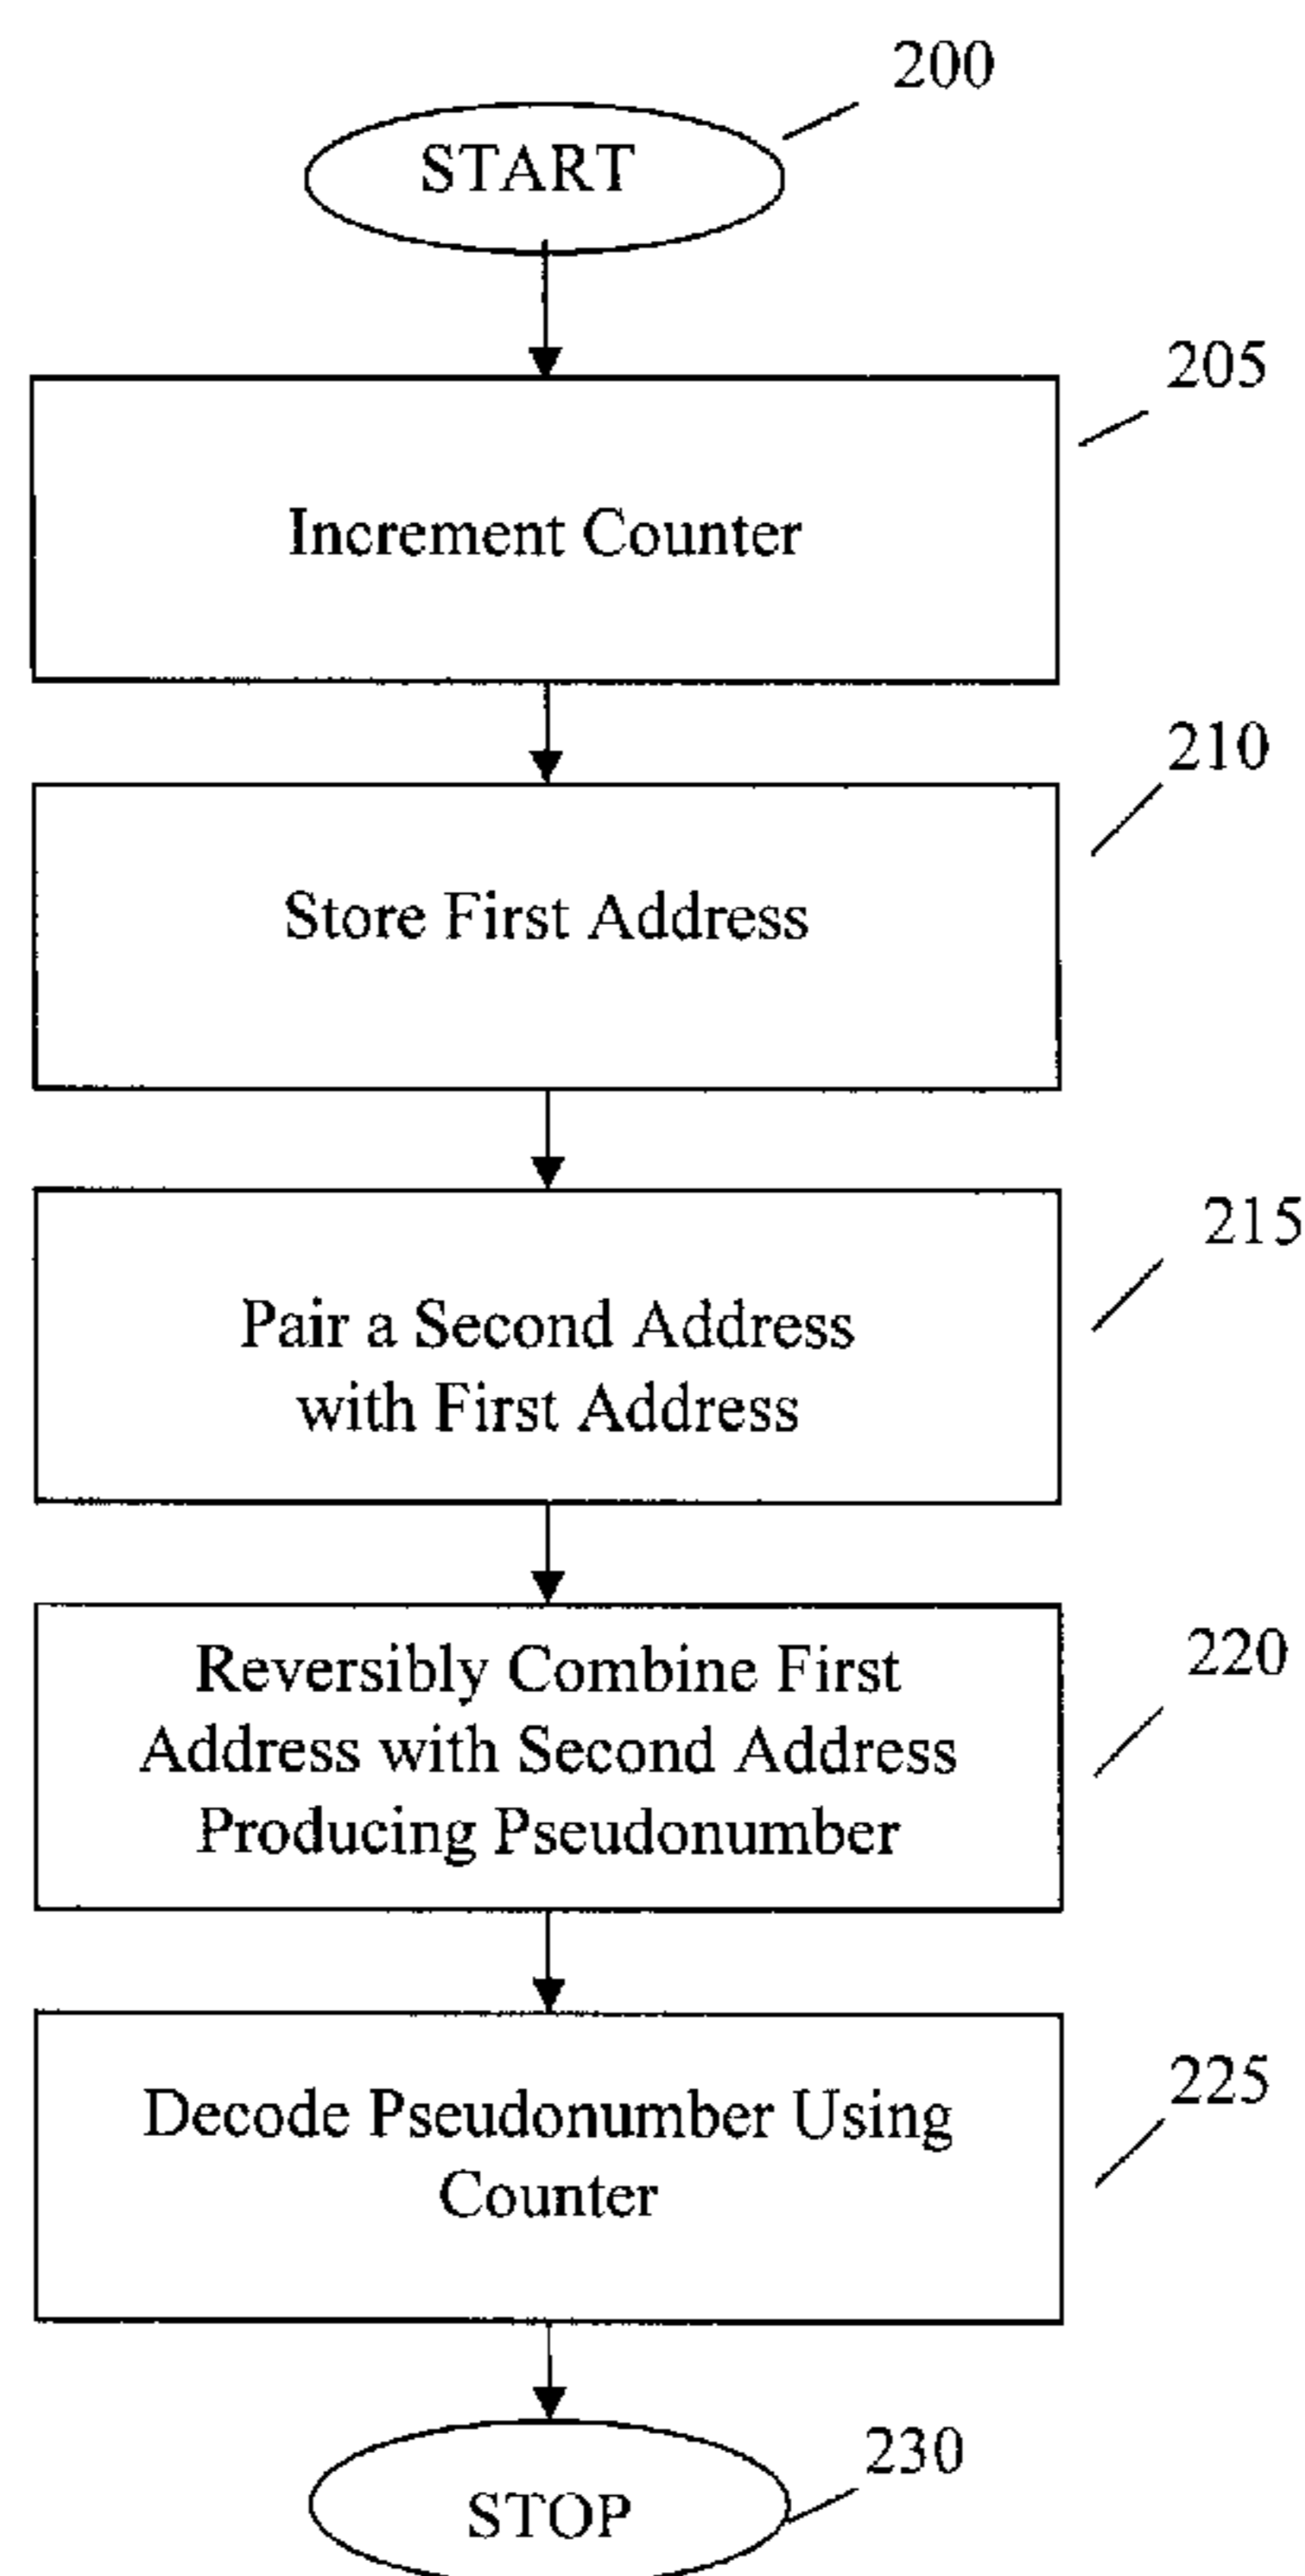 200
START
205
Increment Counter
210
Store First Address
215
Pair a Second Address
with First Address
220
Reversibly Combine First
Address with Second Address
Producing Pseudonumber
225
Decode Pseudonumber Using
Counter
230
STOP